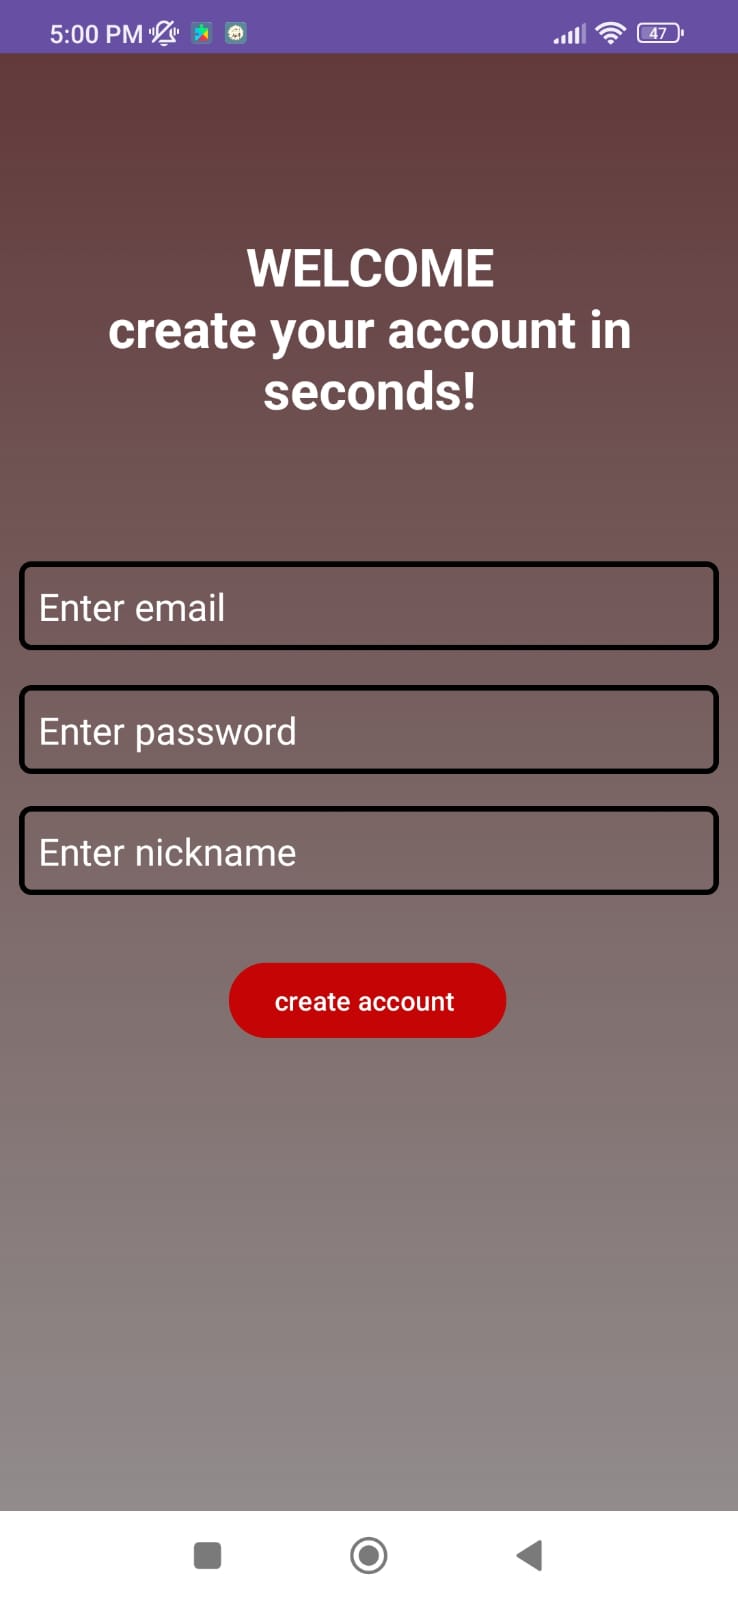 5:00 PM
47
WELCOME
create your account in
seconds!
Enter email
Enter password
Enter nickname
create account